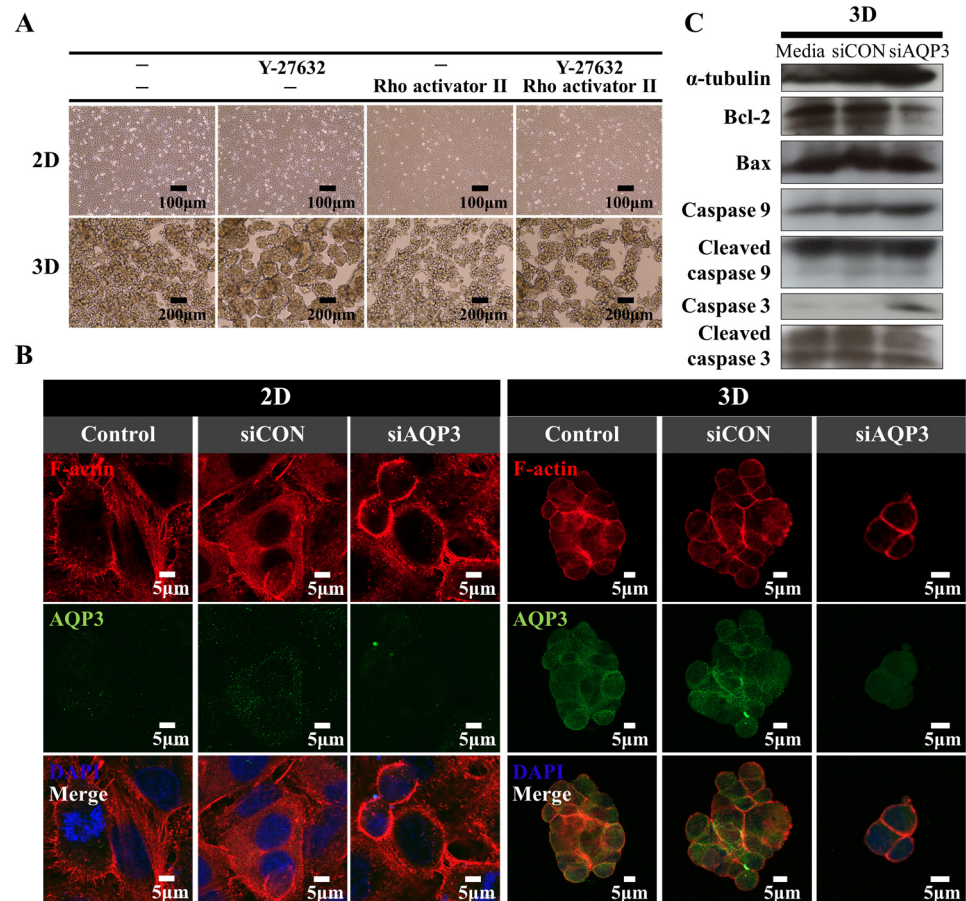 A
— Y-27632 — Y-27632
— — Rho activator II Rho activator II
2D
100μm 100μm 100μm 100μm
3D
200μm 200μm 200μm 200μm
C
3D
Media siCON siAQP3
α-tubulin
Bcl-2
Bax
Caspase 9
Cleaved
caspase 9
Caspase 3
Cleaved
caspase 3
B
2D 3D
Control siCON siAQP3 Control siCON siAQP3
F-actin F-actin
5μm 5μm 5μm 5μm 5μm 5μm
AQP3 AQP3
5μm 5μm 5μm 5μm 5μm 5μm
DAPI DAPI
Merge Merge
5μm 5μm 5μm 5μm 5μm 5μm